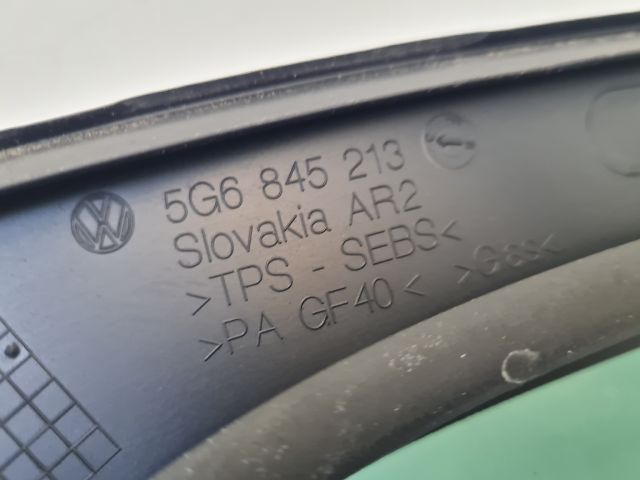 5G6 845 213
Slovakia AR2
>TPS - SEBS<
>PA GF40< >Gas<